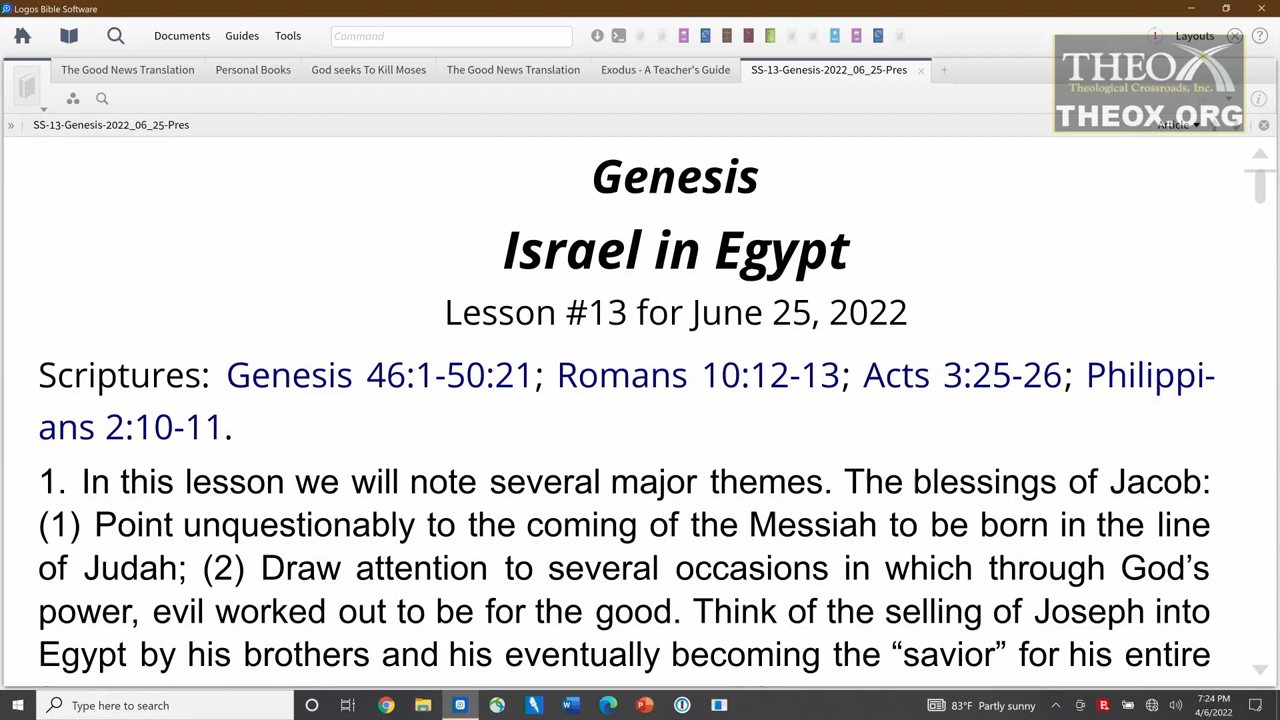 Logos Bible Software
Documents Guides Tools Command Layouts
The Good News Translation Personal Books God seeks To Kill Moses The Good News Translation Exodus - A Teacher's Guide SS-13-Genesis-2022_06_25-Pres
THEOX
Theological Crossroads, Inc.
THEOX.ORG
SS-13-Genesis-2022_06_25-Pres Article
Genesis
Israel in Egypt
Lesson #13 for June 25, 2022
Scriptures: Genesis 46:1-50:21; Romans 10:12-13; Acts 3:25-26; Philippi-
ans 2:10-11.
1. In this lesson we will note several major themes. The blessings of Jacob:
(1) Point unquestionably to the coming of the Messiah to be born in the line
of Judah; (2) Draw attention to several occasions in which through God’s
power, evil worked out to be for the good. Think of the selling of Joseph into
Egypt by his brothers and his eventually becoming the “savior” for his entire
Type here to search 83°F Partly sunny 7:24 PM
4/6/2022